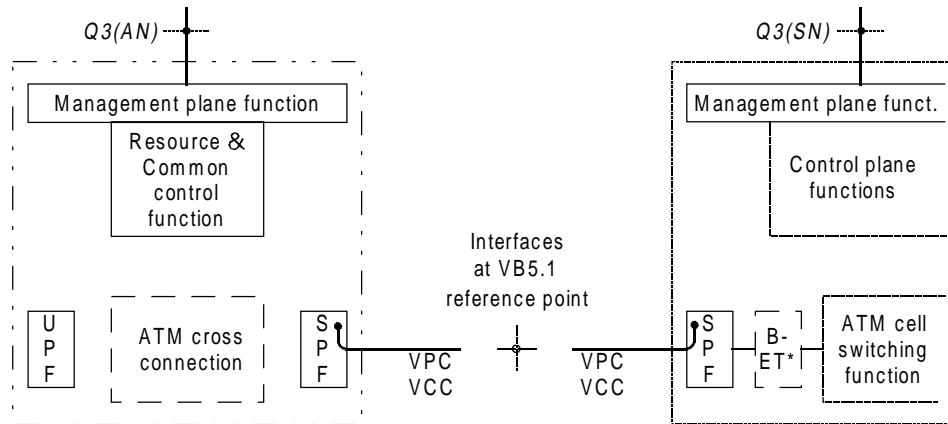 Q3(AN)
Q3(SN)
Management plane function
Resource &
Common
control
function
Management plane funct.
Control plane
functions
Interfaces
at VB5.1
reference point
U
P
F
ATM cross
connection
S
P
F
VPC
VCC
VPC
VCC
S
P
F
B-
ET*
ATM cell
switching
function